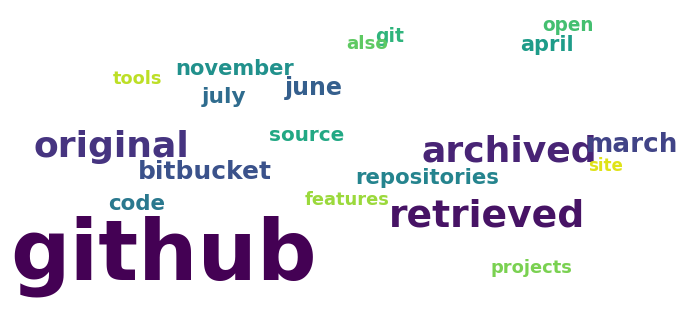 open
git
also
april
november
tools
june
july
source
original
archived
march
bitbucket
site
repositories
features
code
retrieved
github
projects